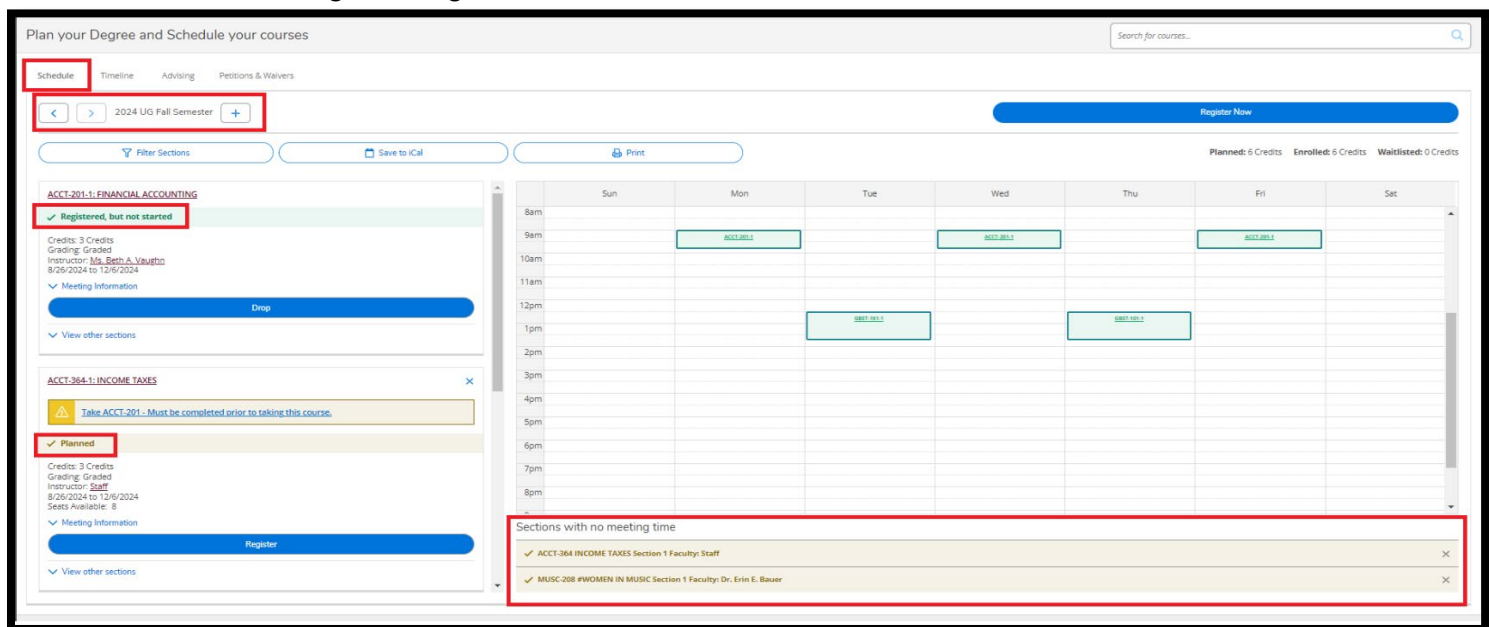 Plan your Degree and Schedule your courses
Search for courses...
Schedule Timeline Advising Petitions & Waivers
2024 UG Fall Semester
Register Now
Filter Sections Save to iCal Print
Planned: 6 Credits Enrolled: 6 Credits Waitlisted: 0 Credits
ACCT-201-1: FINANCIAL ACCOUNTING
Registered, but not started
Credits: 3 Credits
Grading: Graded
Instructor: Ms. Beth A. Vaughn
8/26/2024 to 12/6/2024
Meeting Information
Drop
View other sections
ACCT-364-1: INCOME TAXES
Take ACCT-201 - Must be completed prior to taking this course.
Planned
Credits: 3 Credits
Grading: Graded
Instructor: Staff
8/26/2024 to 12/6/2024
Seats Available: 8
Meeting Information
Register
View other sections
Sun Mon Tue Wed Thu Fri Sat
8am
9am ACCT-201-1 ACCT-201-1 ACCT-201-1
10am
11am
12pm
GBST-101-1 GBST-101-1
1pm
2pm
3pm
4pm
5pm
6pm
7pm
8pm
Sections with no meeting time
ACCT-364 INCOME TAXES Section 1 Faculty: Staff
MUSC-208 #WOMEN IN MUSIC Section 1 Faculty: Dr. Erin E. Bauer